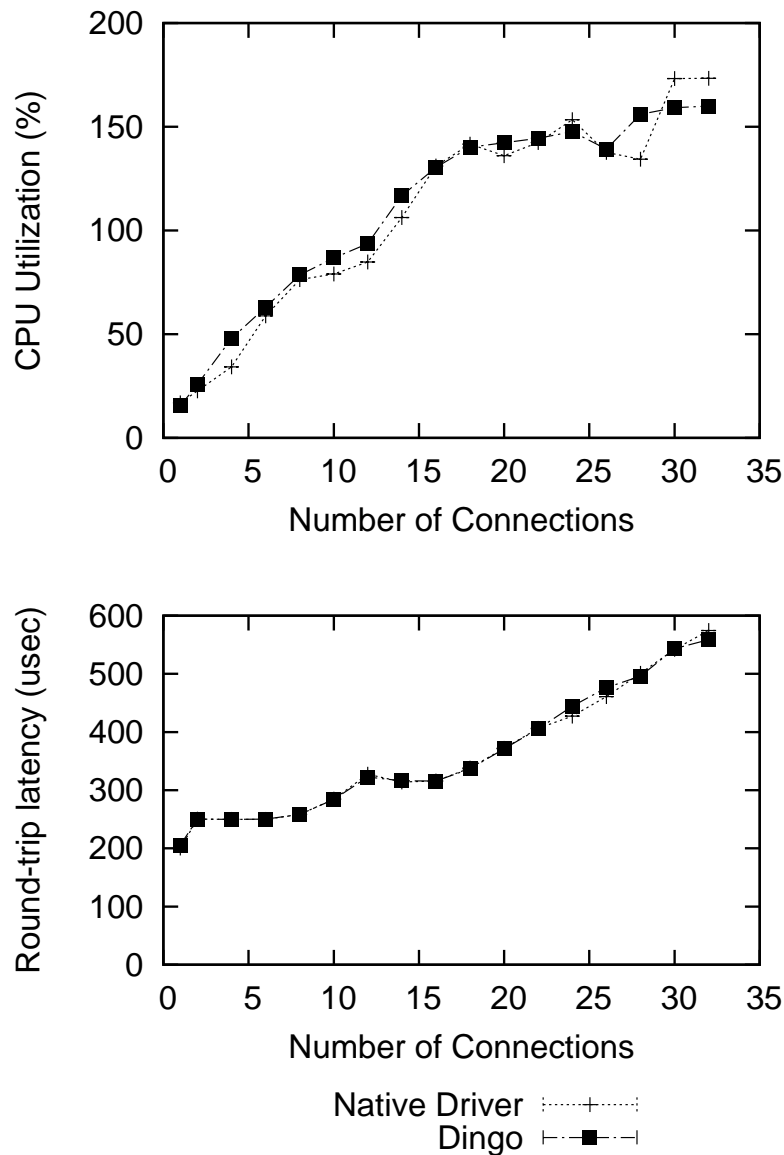 200
150
100
50
0
CPU Utilization (%)
0 5 10 15 20 25 30 35
Number of Connections
600
500
400
300
200
100
0
Round-trip latency (usec)
0 5 10 15 20 25 30 35
Number of Connections
Native Driver
Dingo